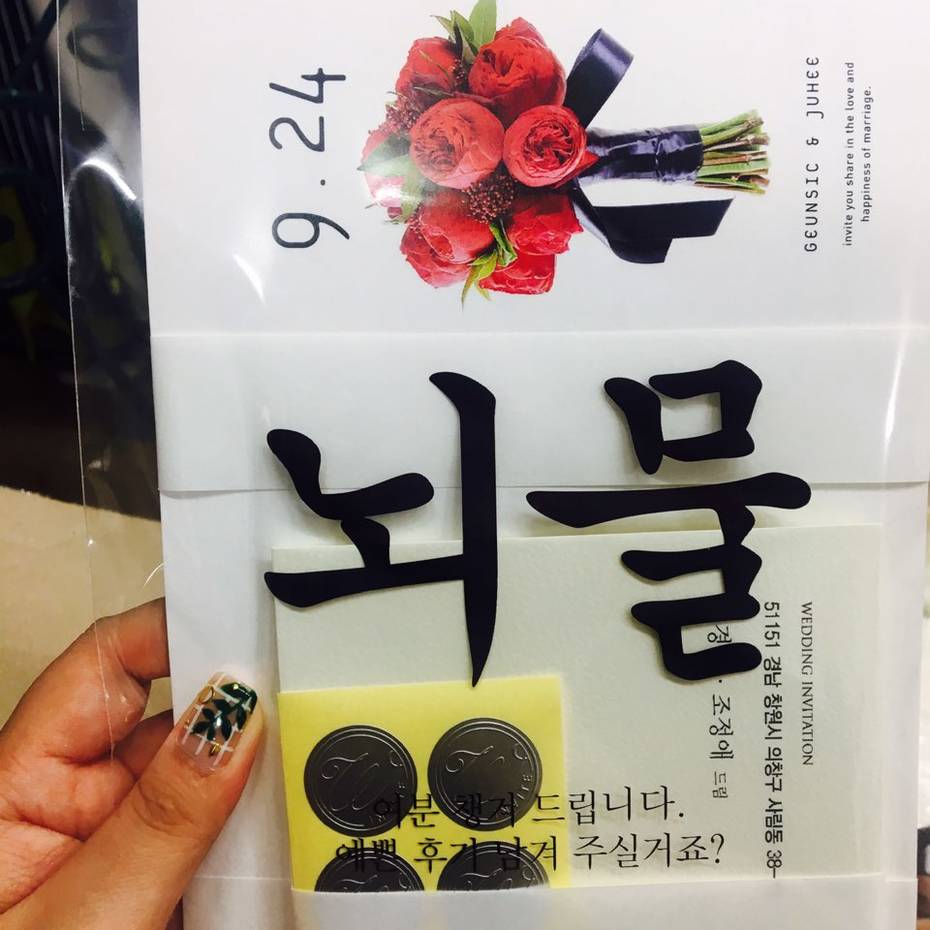 9.24
GEUNSIC & JUHEE
invite you share in the love and
happiness of marriage.
뇌물
여분 챙겨 드립니다.
예쁜 후기 남겨 주실거죠?
WEDDING INVITATION
51151 경남 창원시 의창구 사림동 38-
조정애 드림